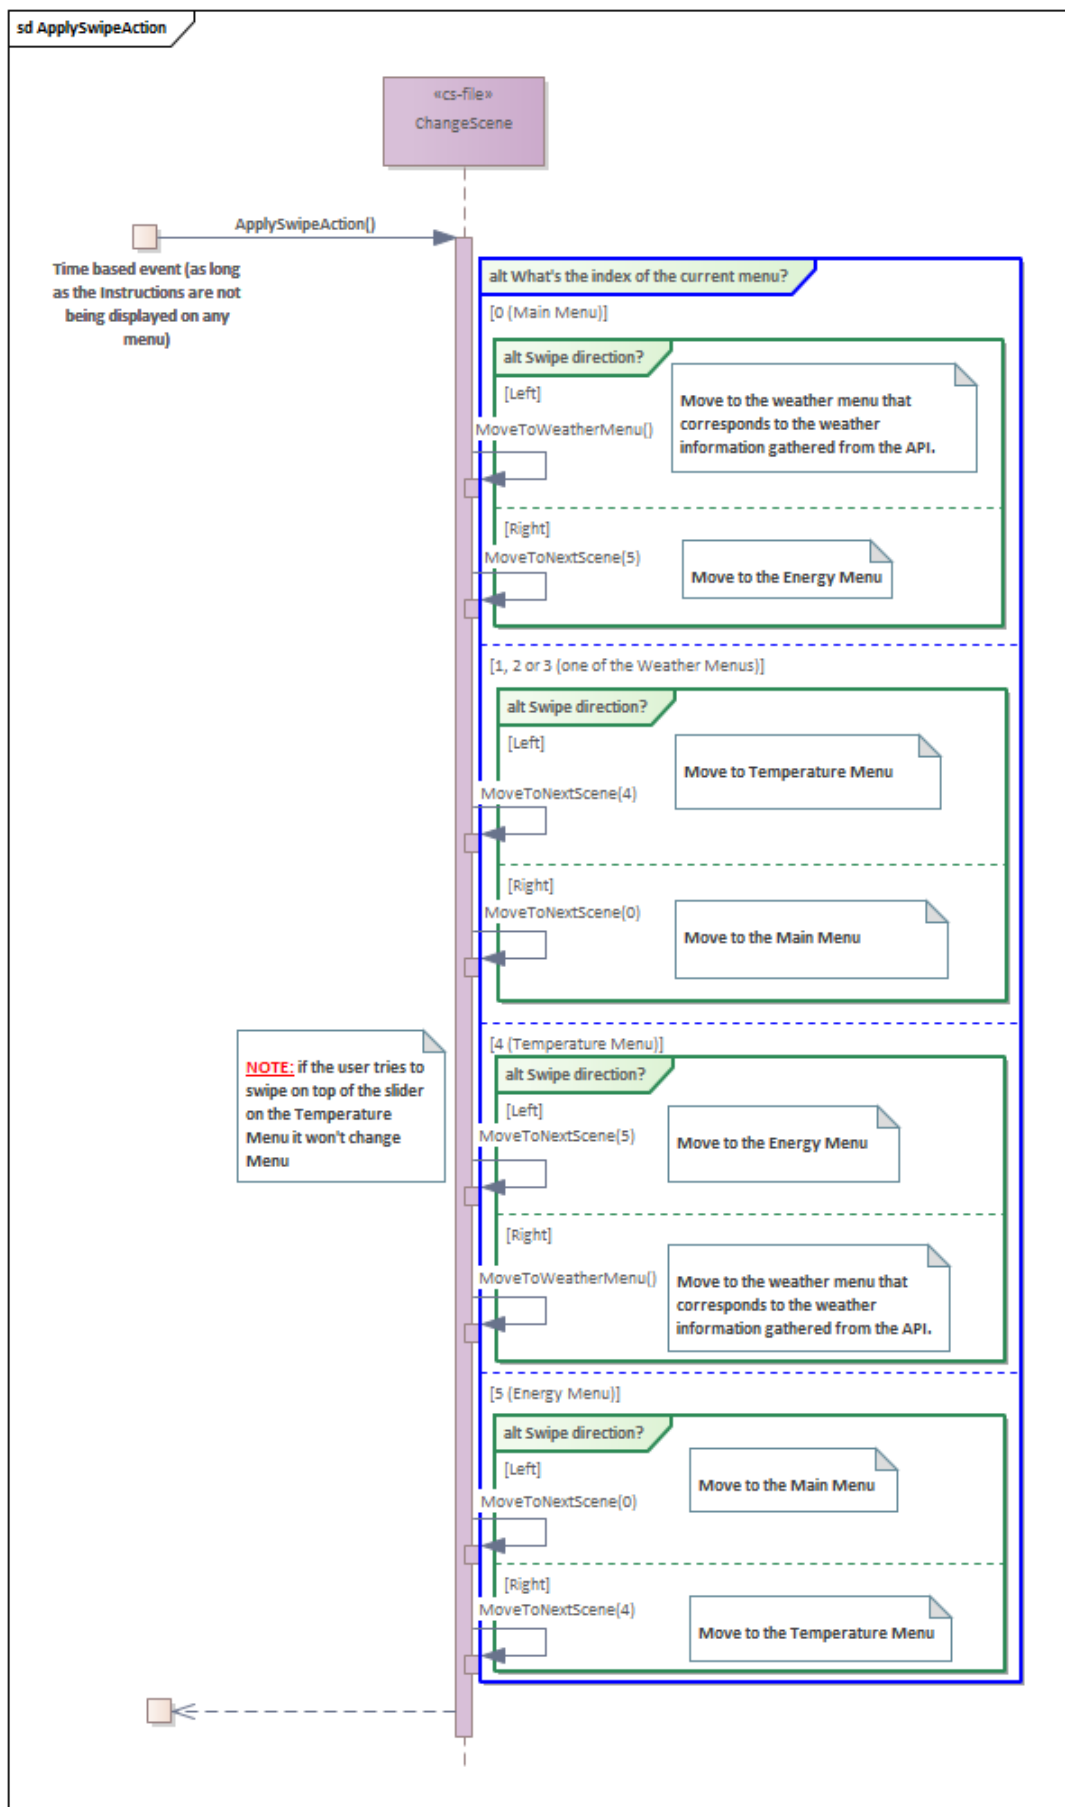 sd ApplySwipeAction
«cs-file»
ChangeScene
ApplySwipeAction()
Time based event (as long
as the Instructions are not
being displayed on any
menu)
alt What's the index of the current menu?
[0 (Main Menu)]
alt Swipe direction?
[Left]
Move to the weather menu that
corresponds to the weather
information gathered from the API.
MoveToWeatherMenu()
[Right]
MoveToNextScene(5)
Move to the Energy Menu
[1, 2 or 3 (one of the Weather Menus)]
alt Swipe direction?
[Left]
Move to Temperature Menu
MoveToNextScene(4)
[Right]
MoveToNextScene(0)
Move to the Main Menu
[4 (Temperature Menu)]
NOTE: if the user tries to
swipe on top of the slider
on the Temperature
Menu it won't change
Menu
alt Swipe direction?
[Left]
MoveToNextScene(5)
Move to the Energy Menu
[Right]
MoveToWeatherMenu()
Move to the weather menu that
corresponds to the weather
information gathered from the API.
[5 (Energy Menu)]
alt Swipe direction?
[Left]
Move to the Main Menu
MoveToNextScene(0)
[Right]
MoveToNextScene(4)
Move to the Temperature Menu